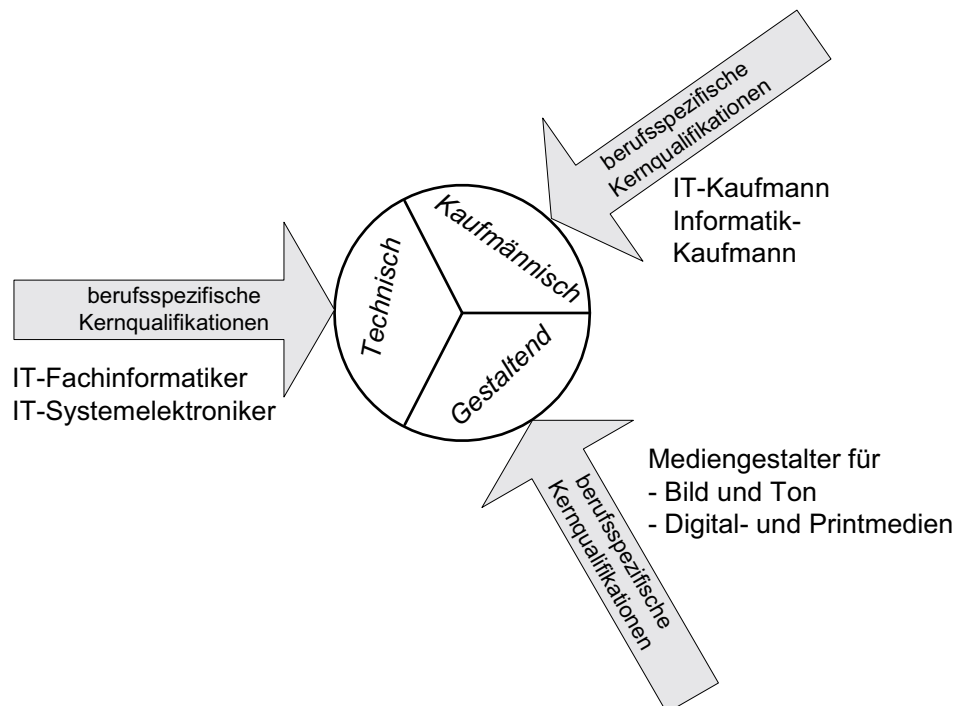 berufsspezifische
Kernqualifikationen
IT-Kaufmann
Informatik-
Kaufmann
Kaufmännisch
Technisch
Gestaltend
berufsspezifische
Kernqualifikationen
IT-Fachinformatiker
IT-Systemelektroniker
Mediengestalter für
- Bild und Ton
- Digital- und Printmedien
berufsspezifische
Kernqualifikationen